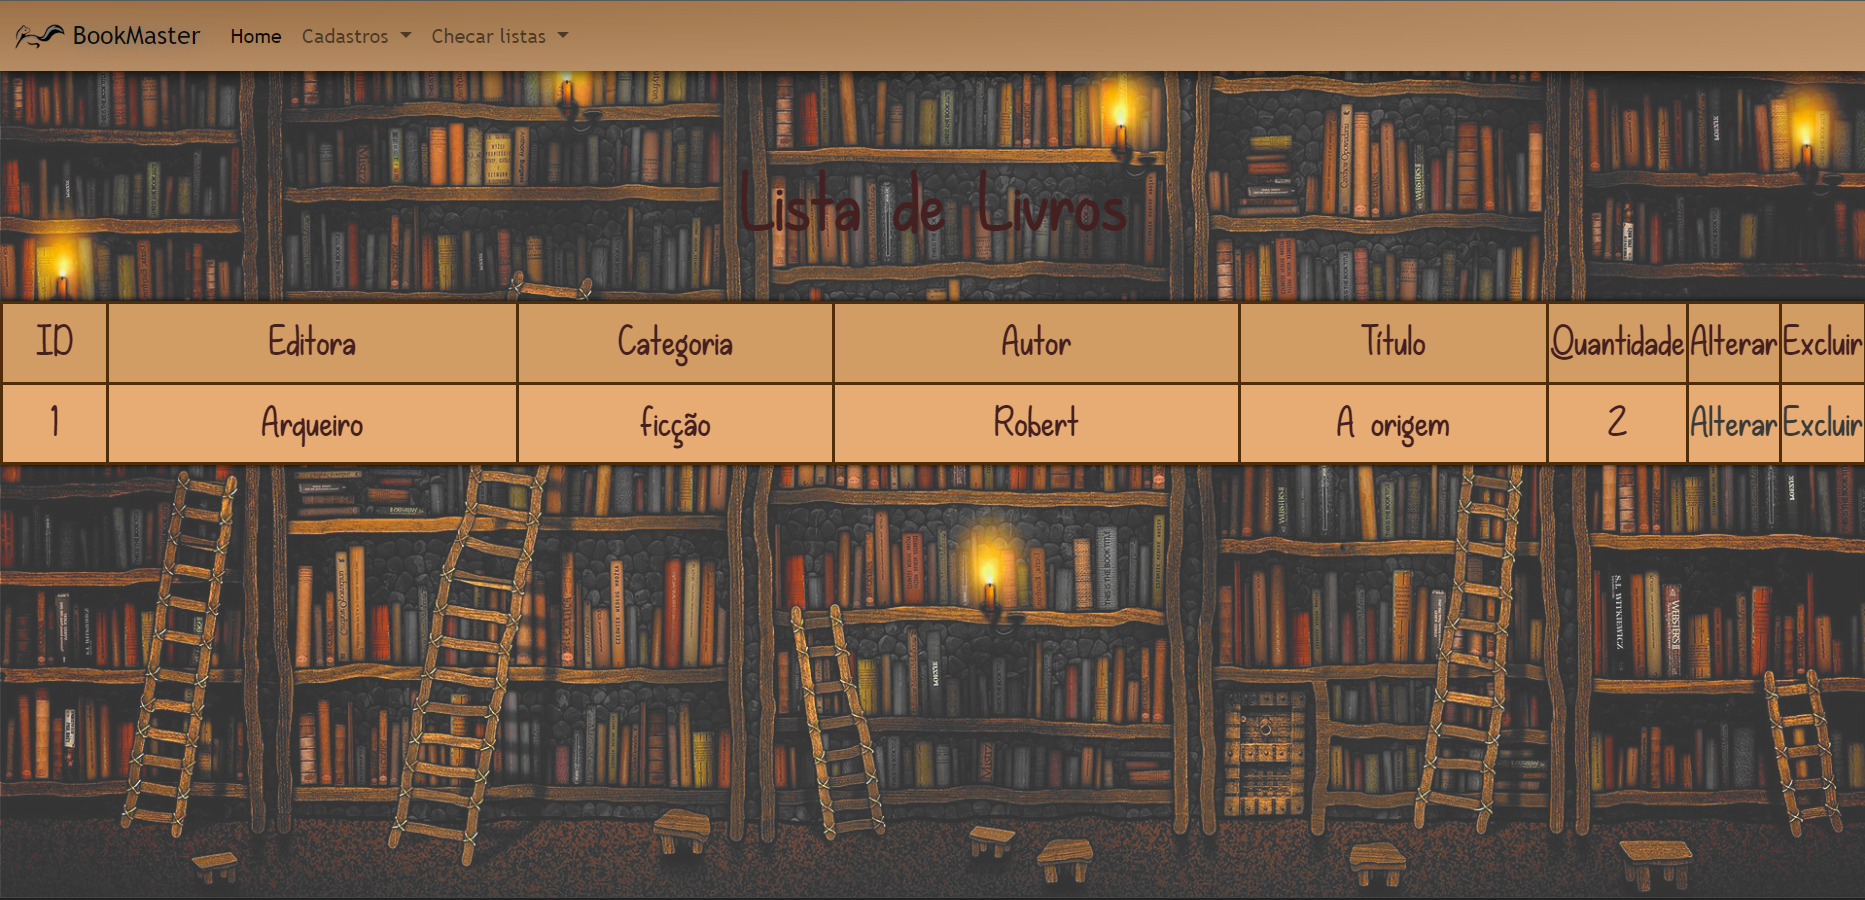 BookMaster Home Cadastros Checar listas
Lista de Livros
ID Editora Categoria Autor Título Quantidade Alterar Excluir
1 Arqueiro ficção Robert A origem 2 Alterar Excluir